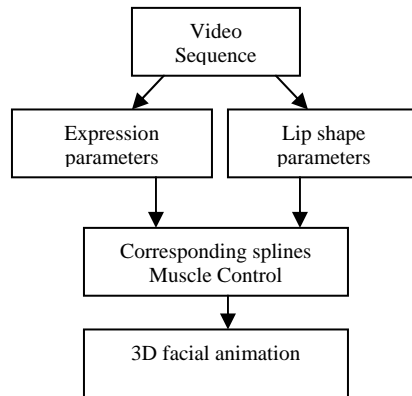 Video
Sequence
Expression
parameters
Lip shape
parameters
Corresponding splines
Muscle Control
3D facial animation